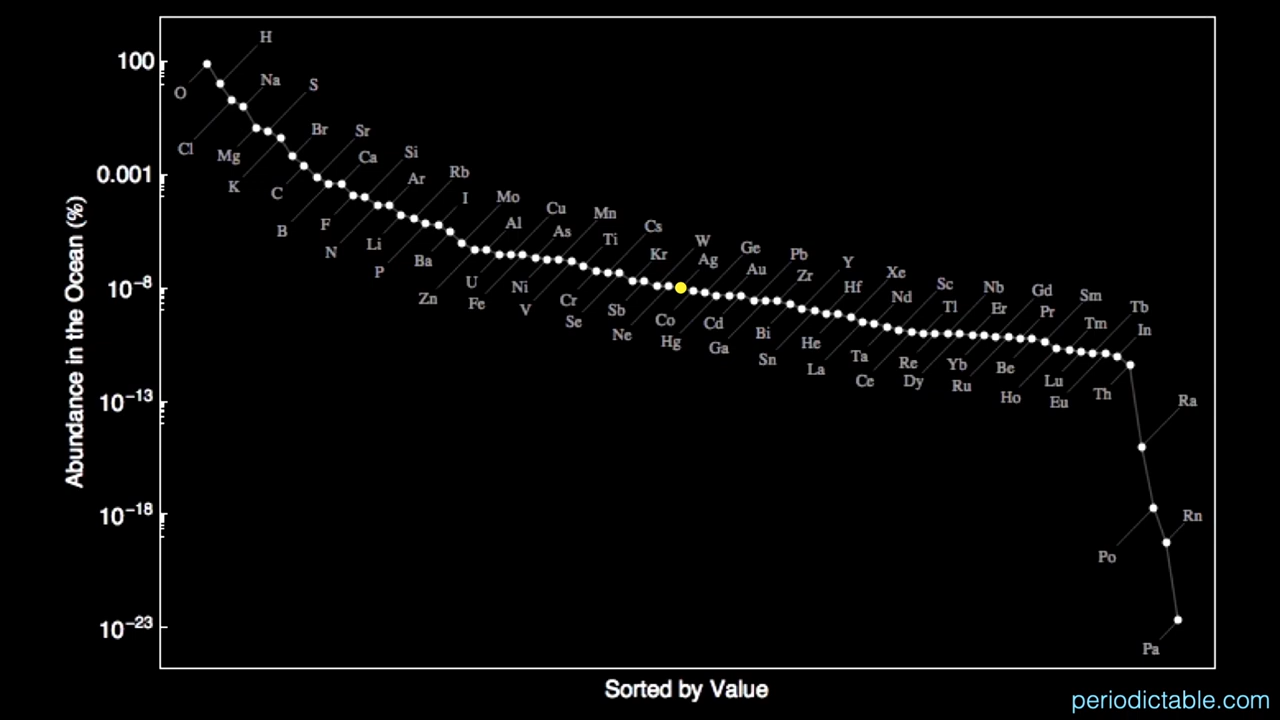 H
Na
S
100
O
Br
Sr
Cl
Mg
Ca
Si
0.001
K
C
Ar
Rb
I
B
F
N
Li
P
Mo
Al
Cu
As
Mn
Ti
Cs
Ba
Zn
U
Fe
Ni
V
Kr
W
Ag
Ge
Au
Pb
Zr
Y
Hf
Xe
Nd
Sc
Tl
Nb
Er
Gd
Pr
Sm
Tm
Tb
In
10⁻⁸
Cr
Se
Sb
Ne
Co
Hg
Cd
Ga
Bi
Sn
He
La
Ta
Ce
Re
Dy
Yb
Ru
Be
Ho
Lu
Eu
Th
10⁻¹³
Ra
10⁻¹⁸
Rn
Po
10⁻²³
Pa
Abundance in the Ocean (%)
Sorted by Value
periodictable.com